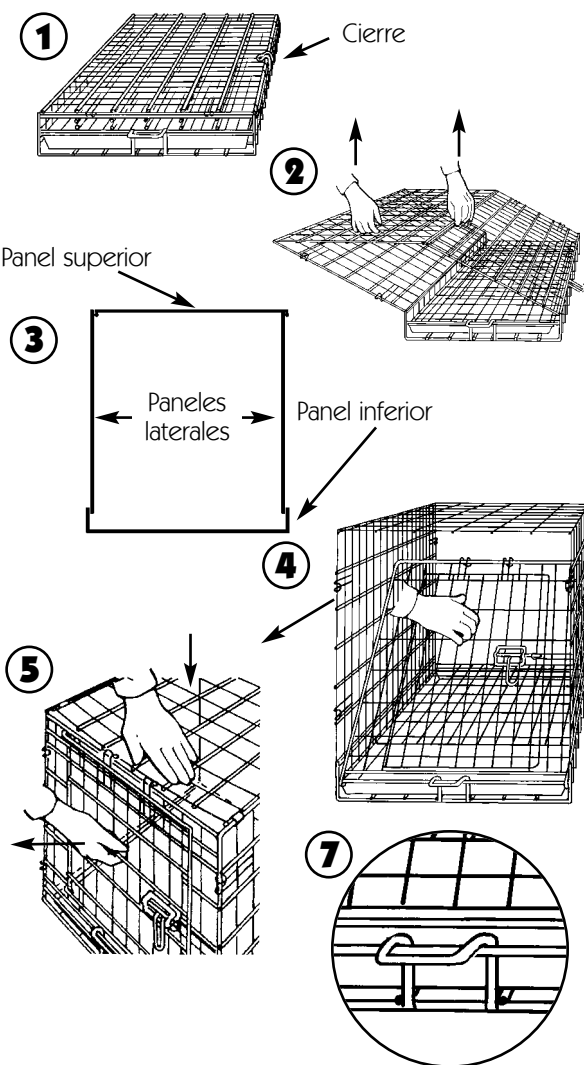 1
Cierre
2
Panel superior
3
Paneles
laterales
Panel inferior
4
5
7